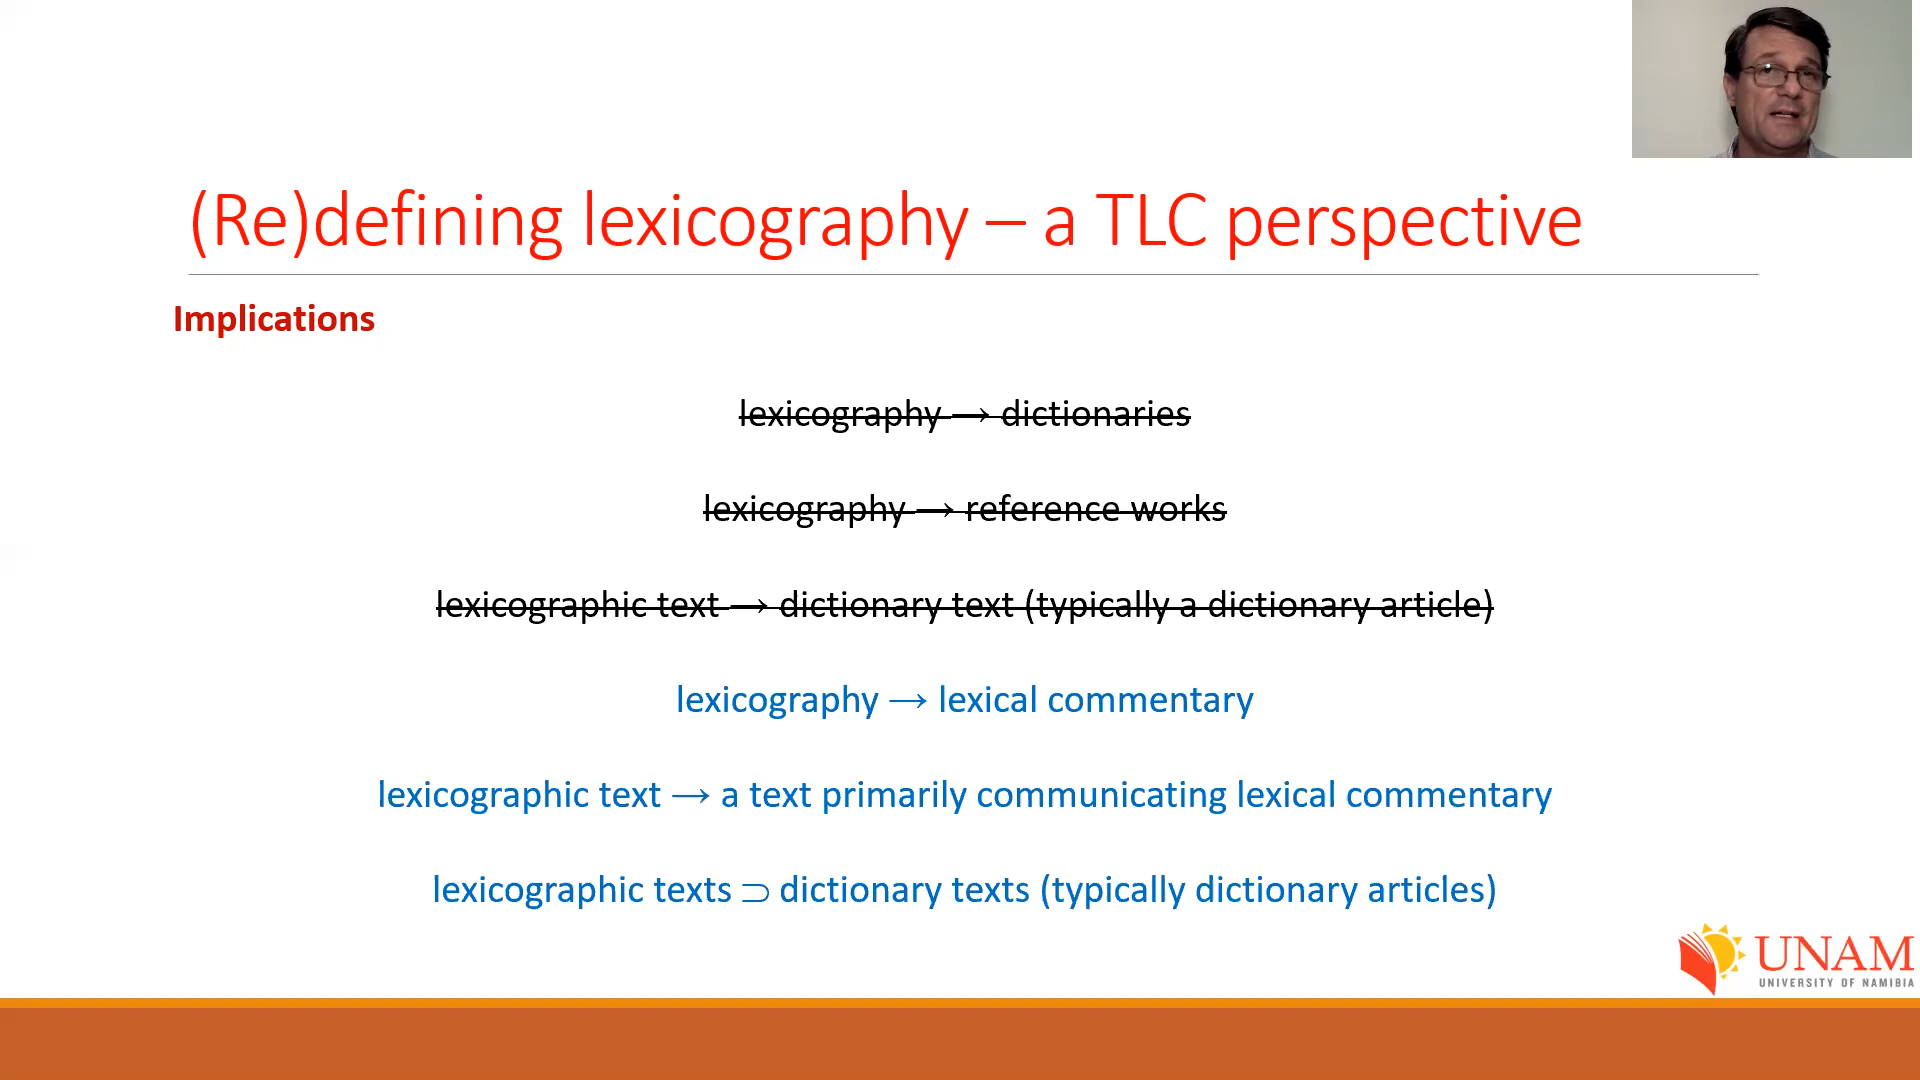 (Re)defining lexicography – a TLC perspective
Implications
lexicography → dictionaries
lexicography → reference works
lexicographic text → dictionary text (typically a dictionary article)
lexicography → lexical commentary
lexicographic text → a text primarily communicating lexical commentary
lexicographic texts ⊃ dictionary texts (typically dictionary articles)
UNAM
UNIVERSITY OF NAMIBIA